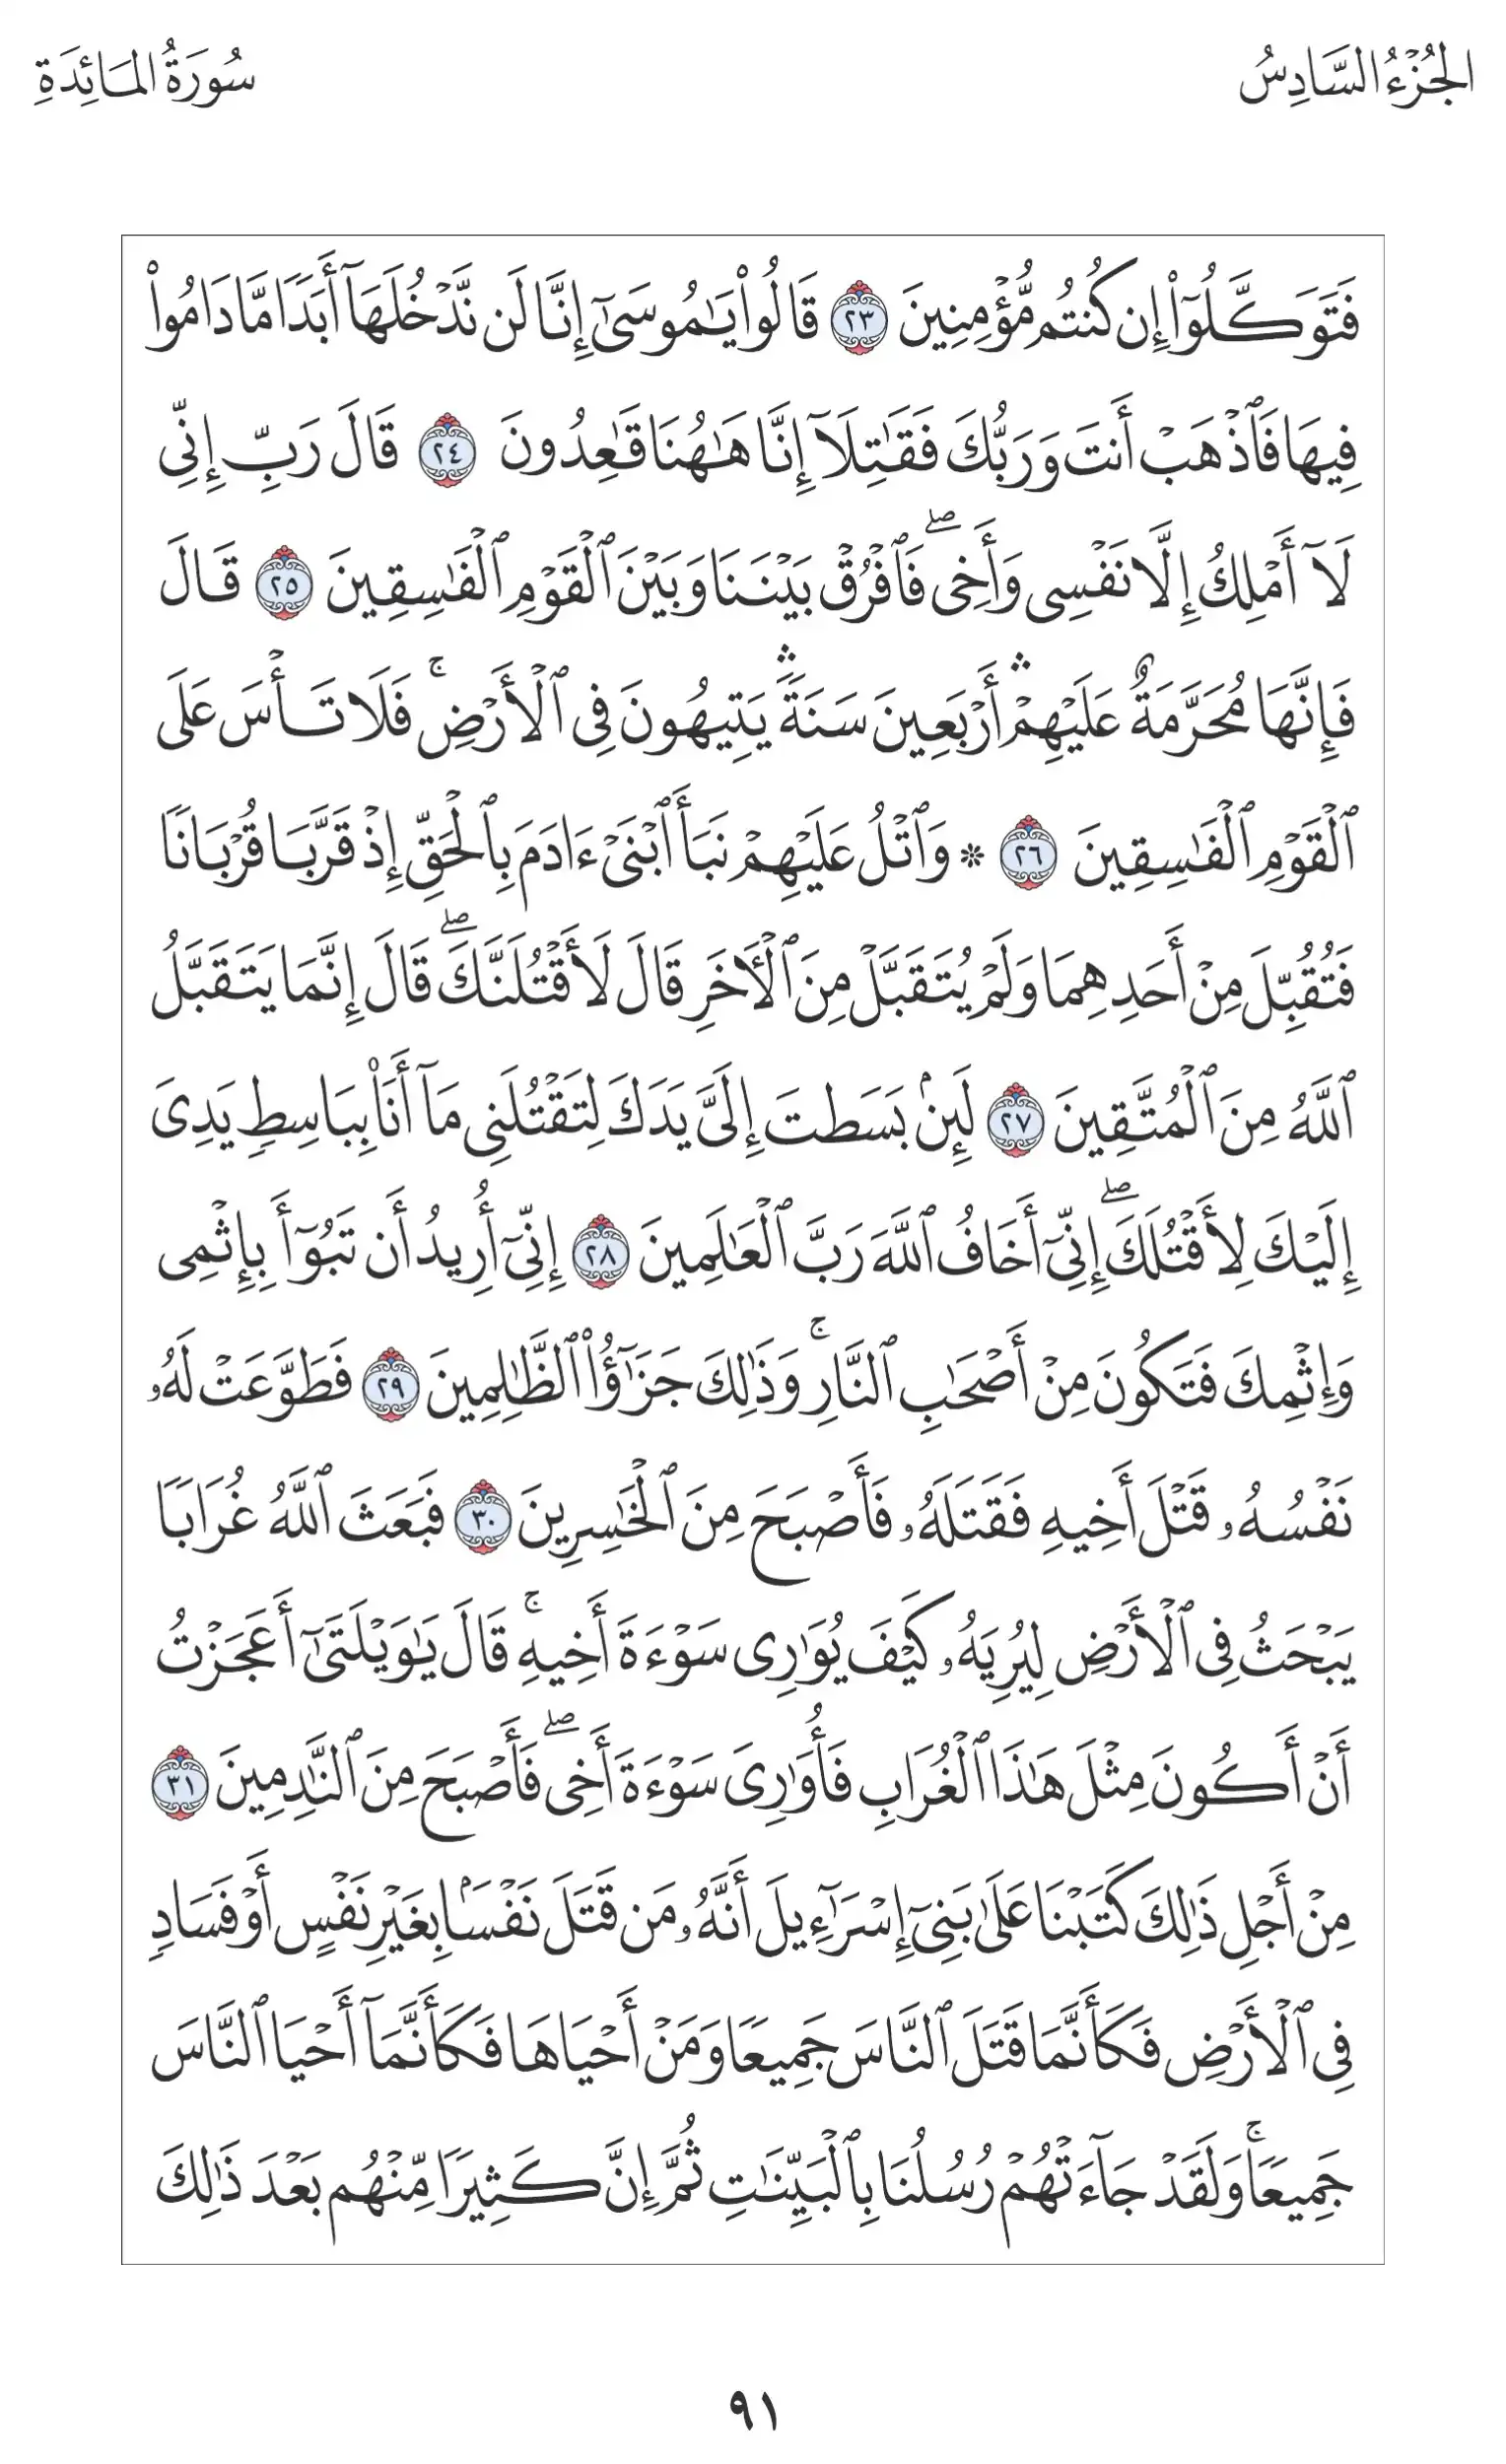 الجُزْءُ السَّادِسُ
سُورَةُ المَائِدَةِ
فَتَوَكَّلُوٓا۟ إِن كُنتُم مُّؤْمِنِينَ ٢٣ قَالُوا۟ يَـٰمُوسَىٰٓ إِنَّا لَن نَّدْخُلَهَآ أَبَدًا مَّا دَامُوا۟
فِيهَا فَٱذْهَبْ أَنتَ وَرَبُّكَ فَقَـٰتِلَآ إِنَّا هَـٰهُنَا قَـٰعِدُونَ ٢٤ قَالَ رَبِّ إِنِّى
لَآ أَمْلِكُ إِلَّا نَفْسِى وَأَخِى ۖ فَٱفْرُقْ بَيْنَنَا وَبَيْنَ ٱلْقَوْمِ ٱلْفَـٰسِقِينَ ٢٥ قَالَ
فَإِنَّهَا مُحَرَّمَةٌ عَلَيْهِمْ ۛ أَرْبَعِينَ سَنَةً ۛ يَتِيهُونَ فِى ٱلْأَرْضِ ۚ فَلَا تَأْسَ عَلَى
ٱلْقَوْمِ ٱلْفَـٰسِقِينَ ٢٦ * وَٱتْلُ عَلَيْهِمْ نَبَأَ ٱبْنَىْ ءَادَمَ بِٱلْحَقِّ إِذْ قَرَّبَا قُرْبَانًا
فَتُقُبِّلَ مِنْ أَحَدِهِمَا وَلَمْ يُتَقَبَّلْ مِنَ ٱلْـَٔاخَرِ قَالَ لَأَقْتُلَنَّكَ ۖ قَالَ إِنَّمَا يَتَقَبَّلُ
ٱللَّهُ مِنَ ٱلْمُتَّقِينَ ٢٧ لَئِنۢ بَسَطتَ إِلَىَّ يَدَكَ لِتَقْتُلَنِى مَآ أَنَا۠ بِبَاسِطٍ يَدِىَ
إِلَيْكَ لِأَقْتُلَكَ ۖ إِنِّىٓ أَخَافُ ٱللَّهَ رَبَّ ٱلْعَـٰلَمِينَ ٢٨ إِنِّىٓ أُرِيدُ أَن تَبُوٓأَ بِإِثْمِى
وَإِثْمِكَ فَتَكُونَ مِنْ أَصْحَـٰبِ ٱلنَّارِ ۚ وَذَٰلِكَ جَزَٰٓؤُا۟ ٱلظَّـٰلِمِينَ ٢٩ فَطَوَّعَتْ لَهُۥ
نَفْسُهُۥ قَتْلَ أَخِيهِ فَقَتَلَهُۥ فَأَصْبَحَ مِنَ ٱلْخَـٰسِرِينَ ٣٠ فَبَعَثَ ٱللَّهُ غُرَابًا
يَبْحَثُ فِى ٱلْأَرْضِ لِيُرِيَهُۥ كَيْفَ يُوَٰرِى سَوْءَةَ أَخِيهِ ۚ قَالَ يَـٰوَيْلَتَىٰٓ أَعَجَزْتُ
أَنْ أَكُونَ مِثْلَ هَـٰذَا ٱلْغُرَابِ فَأُوَٰرِىَ سَوْءَةَ أَخِى ۖ فَأَصْبَحَ مِنَ ٱلنَّـٰدِمِينَ ٣١
مِنْ أَجْلِ ذَٰلِكَ كَتَبْنَا عَلَىٰ بَنِىٓ إِسْرَٰٓءِيلَ أَنَّهُۥ مَن قَتَلَ نَفْسًۢا بِغَيْرِ نَفْسٍ أَوْ فَسَادٍ
فِى ٱلْأَرْضِ فَكَأَنَّمَا قَتَلَ ٱلنَّاسَ جَمِيعًا وَمَنْ أَحْيَاهَا فَكَأَنَّمَآ أَحْيَا ٱلنَّاسَ
جَمِيعًا ۚ وَلَقَدْ جَآءَتْهُمْ رُسُلُنَا بِٱلْبَيِّنَـٰتِ ثُمَّ إِنَّ كَثِيرًا مِّنْهُم بَعْدَ ذَٰلِكَ
٩١